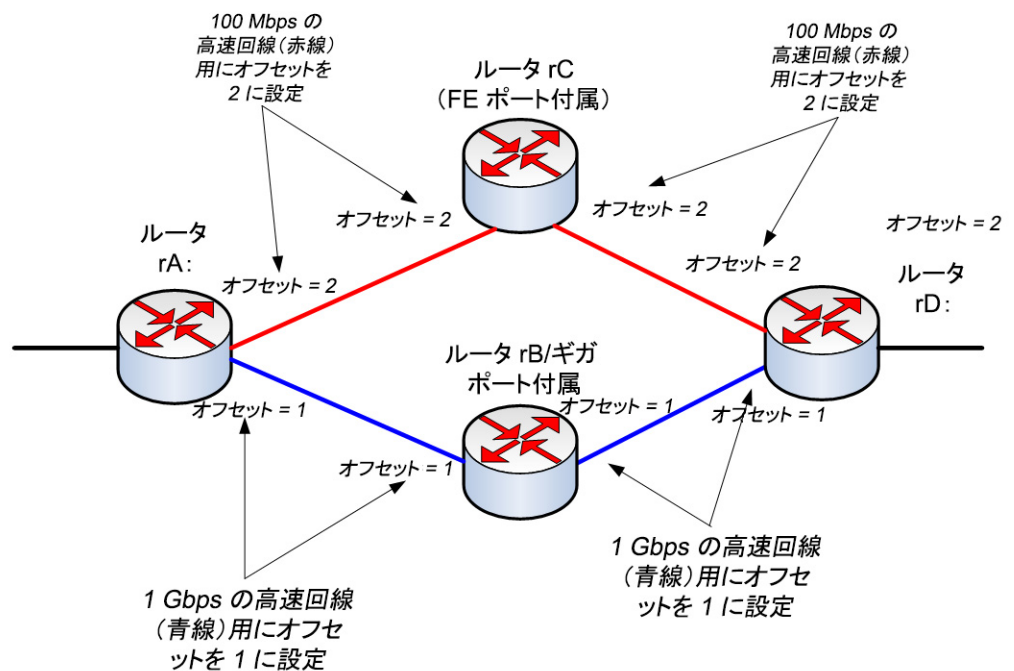 100 Mbps の
高速回線（赤線）
用にオフセットを
2 に設定
ルータ rC
（FE ポート付属）
100 Mbps の
高速回線（赤線）
用にオフセットを
2 に設定
オフセット = 2
オフセット = 2
オフセット = 2
ルータ
rA：
オフセット = 2
オフセット = 2
ルータ
rD：
ルータ rB/ギガ
ポート付属
オフセット = 1
オフセット = 1
オフセット = 1
オフセット = 1
1 Gbps の高速回線
（青線）用にオフセ
ットを 1 に設定
1 Gbps の高速回線
（青線）用にオフセ
ットを 1 に設定